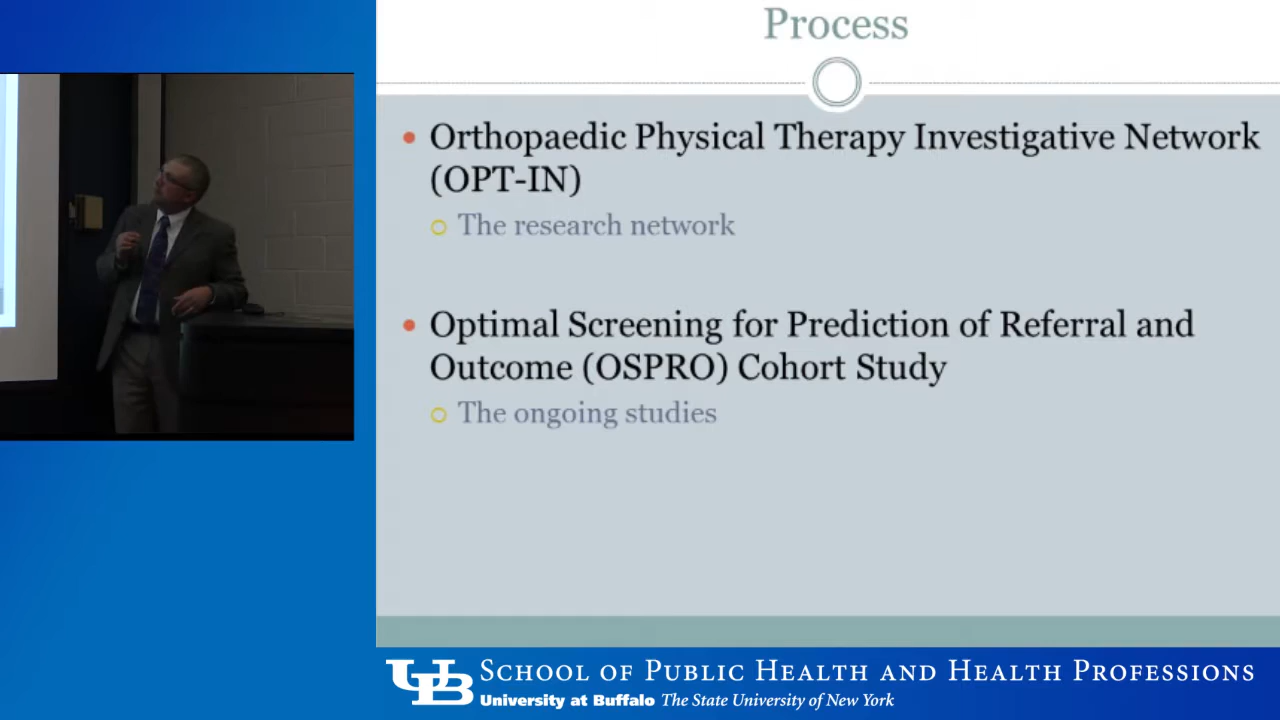 Process
• Orthopaedic Physical Therapy Investigative Network
(OPT-IN)
The research network
• Optimal Screening for Prediction of Referral and
Outcome (OSPRO) Cohort Study
The ongoing studies
UB School of Public Health and Health Professions
University at Buffalo The State University of New York